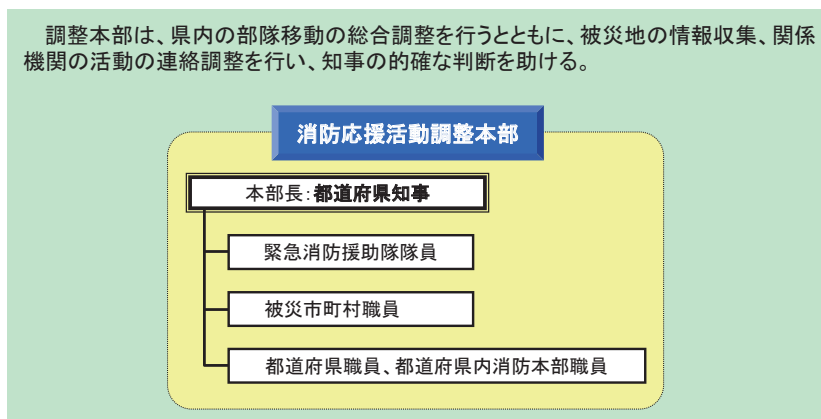 調整本部は、県内の部隊移動の総合調整を行うとともに、被災地の情報収集、関係
機関の活動の連絡調整を行い、知事の的確な判断を助ける。
消防応援活動調整本部
本部長：都道府県知事
緊急消防援助隊隊員
被災市町村職員
都道府県職員、都道府県内消防本部職員